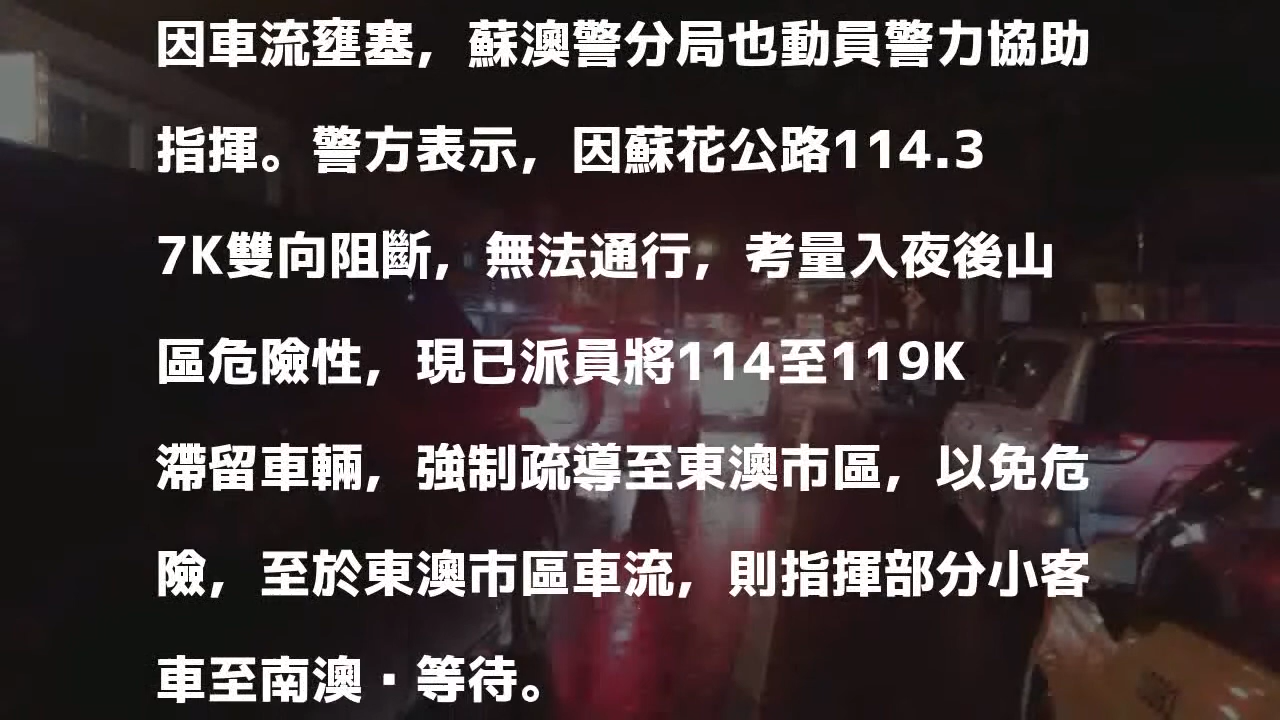 因車流壅塞，蘇澳警分局也動員警力協助
指揮。警方表示，因蘇花公路114.3
7K雙向阻斷，無法通行，考量入夜後山
區危險性，現已派員將114至119K
滯留車輛，強制疏導至東澳市區，以免危
險，至於東澳市區車流，則指揮部分小客
車至南澳·等待。